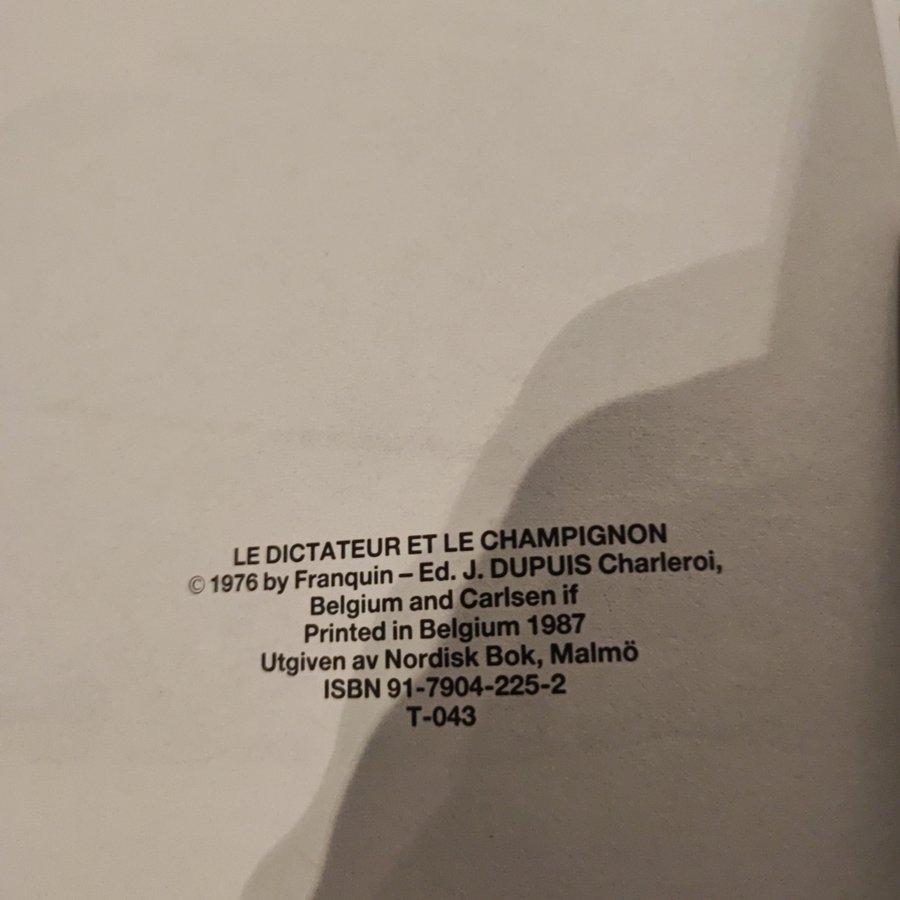 LE DICTATEUR ET LE CHAMPIGNON
© 1976 by Franquin – Ed. J. DUPUIS Charleroi,
Belgium and Carlsen if
Printed in Belgium 1987
Utgiven av Nordisk Bok, Malmö
ISBN 91-7904-225-2
T-043